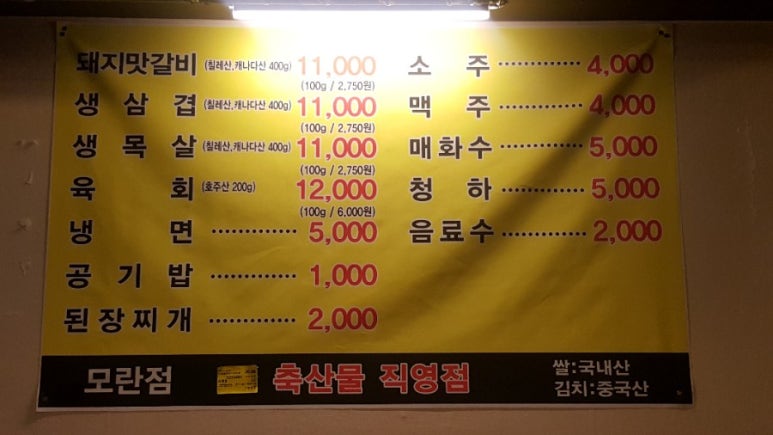 돼지맛갈비 (칠레산,캐나다산 400g) 11,000
(100g / 2,750원)
생삼겹 (칠레산,캐나다산 400g) 11,000
(100g / 2,750원)
생목살 (칠레산,캐나다산 400g) 11,000
(100g / 2,750원)
육회 (호주산 200g) 12,000
(100g / 6,000원)
냉면 ············· 5,000
공기밥 ··········· 1,000
된장찌개 ··········· 2,000
소주 ············ 4,000
맥주 ············ 4,000
매화수 ············ 5,000
청하 ············ 5,000
음료수 ············ 2,000
모란점
축산물 직영점
쌀:국내산
김치:중국산